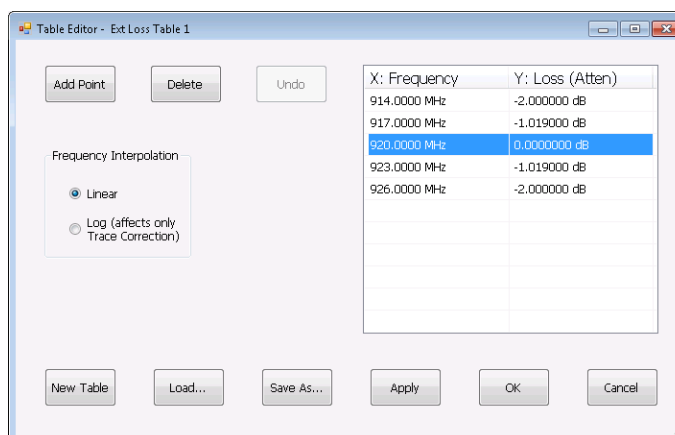 Table Editor - Ext Loss Table 1
Add Point Delete Undo
Frequency Interpolation
Linear
Log (affects only
Trace Correction)
X: Frequency Y: Loss (Atten)
914.0000 MHz -2.000000 dB
917.0000 MHz -1.019000 dB
920.0000 MHz 0.0000000 dB
923.0000 MHz -1.019000 dB
926.0000 MHz -2.000000 dB
New Table Load... Save As... Apply OK Cancel